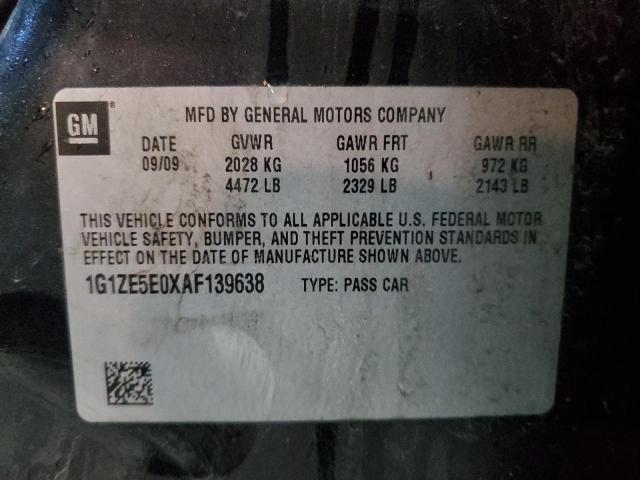 GM®
MFD BY GENERAL MOTORS COMPANY
DATE GVWR GAWR FRT GAWR RR
09/09 2028 KG 1056 KG 972 KG
4472 LB 2329 LB 2143 LB
THIS VEHICLE CONFORMS TO ALL APPLICABLE U.S. FEDERAL MOTOR
VEHICLE SAFETY, BUMPER, AND THEFT PREVENTION STANDARDS IN
EFFECT ON THE DATE OF MANUFACTURE SHOWN ABOVE.
1G1ZE5E0XAF139638 TYPE: PASS CAR